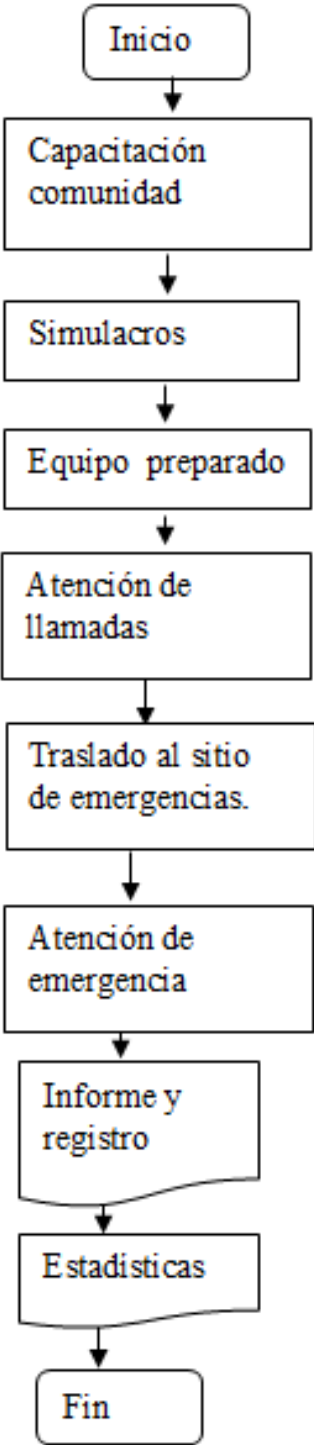 Inicio
Capacitación
comunidad
Simulacros
Equipo preparado
Atención de
llamadas
Traslado al sitio
de emergencias.
Atención de
emergencia
Informe y
registro
Estadisticas
Fin